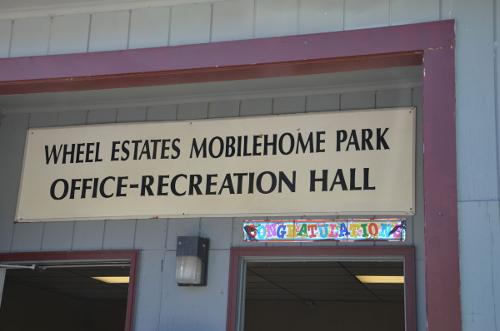 WHEEL ESTATES MOBILEHOME PARK
OFFICE-RECREATION HALL
CONGRATULATIONS